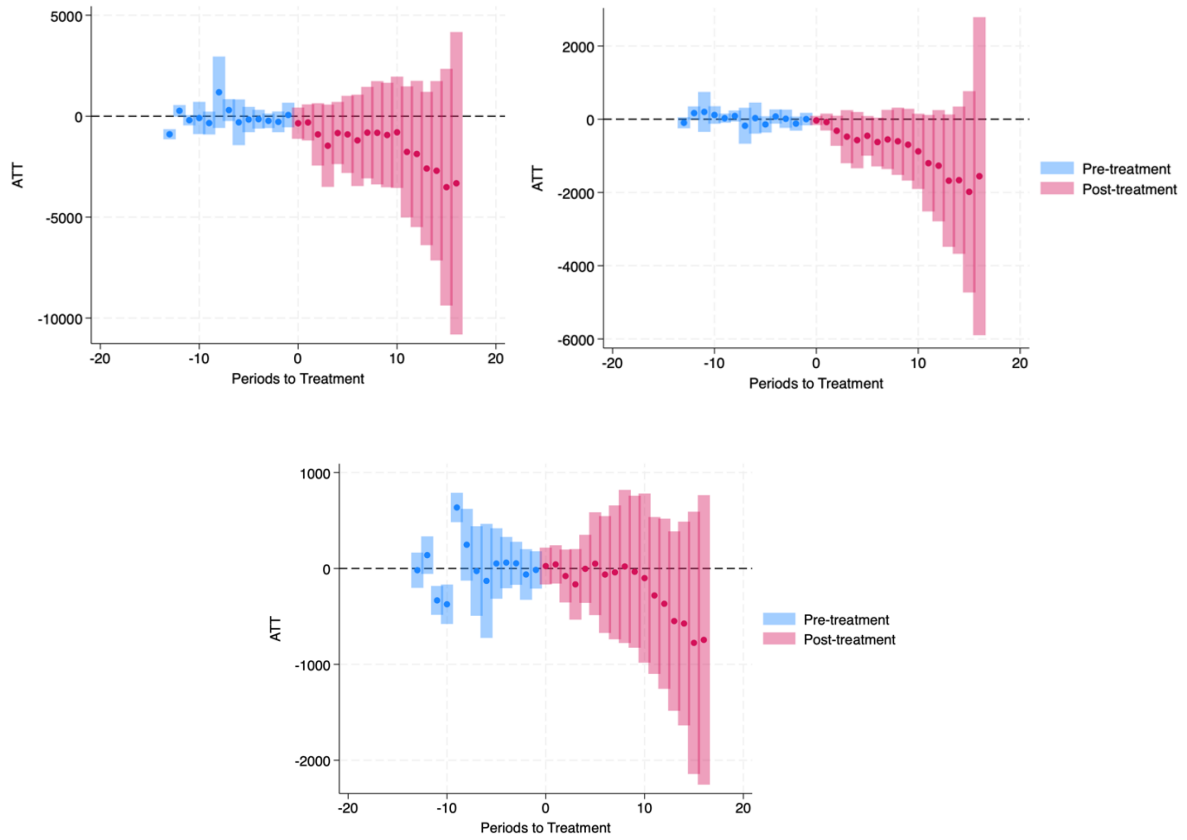 5000
0
-5000
-10000
ATT
-20 -10 0 10 20
Periods to Treatment
2000
0
-2000
-4000
-6000
ATT
-20 -10 0 10 20
Periods to Treatment
Pre-treatment
Post-treatment
1000
0
-1000
-2000
ATT
-20 -10 0 10 20
Periods to Treatment
Pre-treatment
Post-treatment